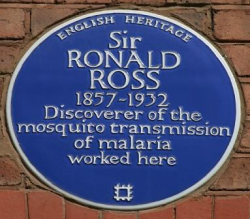 ENGLISH HERITAGE
Sir
RONALD
ROSS
1857-1932
Discoverer of the
mosquito transmission
of malaria
worked here